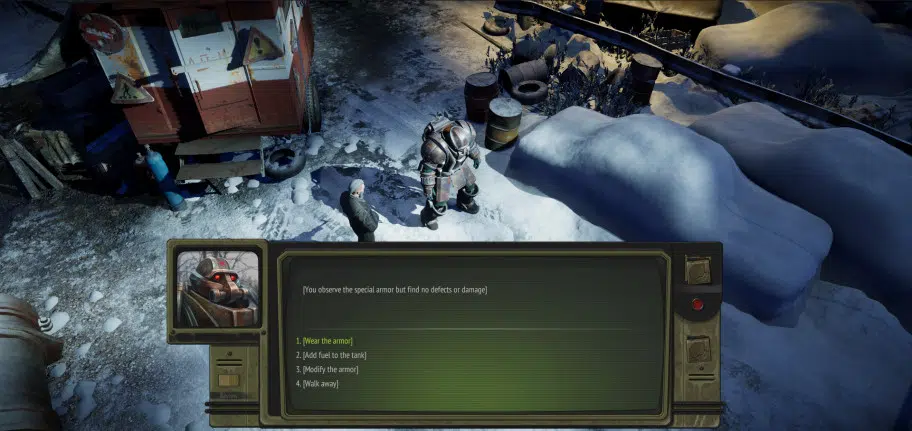 [You observe the special armor but find no defects or damage]
1. [Wear the armor]
2. [Add fuel to the tank]
3. [Modify the armor]
4. [Walk away]